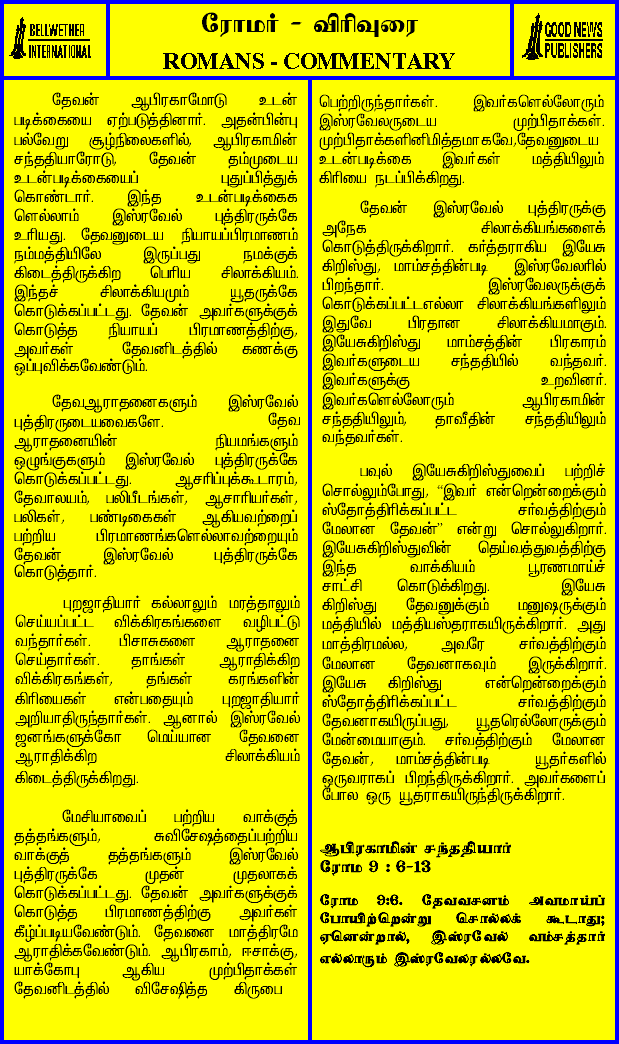 BELLWETHER
INTERNATIONAL
ரோமர் - விரிவுரை
ROMANS - COMMENTARY
GOOD NEWS
PUBLISHERS
தேவன் ஆபிரகாமோடு உடன்
படிக்கையை ஏற்படுத்தினார். அதன்பின்பு
பல்வேறு சூழ்நிலைகளில், ஆபிரகாமின்
சந்ததியாரோடு, தேவன் தம்முடைய
உடன்படிக்கையைப் புதுப்பித்துக்
கொண்டார். இந்த உடன்படிக்கைக
ளெல்லாம் இஸ்ரவேல் புத்திரருக்கே
உரியது. தேவனுடைய நியாயப்பிரமாணம்
நம்மத்தியிலே இருப்பது நமக்குக்
கிடைத்திருக்கிற பெரிய சிலாக்கியம்.
இந்தச் சிலாக்கியமும் யூதருக்கே
கொடுக்கப்பட்டது. தேவன் அவர்களுக்குக்
கொடுத்த நியாயப் பிரமாணத்திற்கு,
அவர்கள் தேவனிடத்தில் கணக்கு
ஒப்புவிக்கவேண்டும்.
தேவஆராதனைகளும் இஸ்ரவேல்
புத்திரருடையவைகளே. தேவ
ஆராதனையின் நியமங்களும்
ஒழுங்குகளும் இஸ்ரவேல் புத்திரருக்கே
கொடுக்கப்பட்டது. ஆசரிப்புக்கூடாரம்,
தேவாலயம், பலிபீடங்கள், ஆசாரியர்கள்,
பலிகள், பண்டிகைகள் ஆகியவற்றைப்
பற்றிய பிரமாணங்களெல்லாவற்றையும்
தேவன் இஸ்ரவேல் புத்திரருக்கே
கொடுத்தார்.
புறஜாதியார் கல்லாலும் மரத்தாலும்
செய்யப்பட்ட விக்கிரகங்களை வழிபட்டு
வந்தார்கள். பிசாசுகளை ஆராதனை
செய்தார்கள். தாங்கள் ஆராதிக்கிற
விக்கிரகங்கள், தங்கள் கரங்களின்
கிரியைகள் என்பதையும் புறஜாதியார்
அறியாதிருந்தார்கள். ஆனால் இஸ்ரவேல்
ஜனங்களுக்கோ மெய்யான தேவனை
ஆராதிக்கிற சிலாக்கியம்
கிடைத்திருக்கிறது.
மேசியாவைப் பற்றிய வாக்குத்
தத்தங்களும், சுவிசேஷத்தைப்பற்றிய
வாக்குத் தத்தங்களும் இஸ்ரவேல்
புத்திரருக்கே முதன் முதலாகக்
கொடுக்கப்பட்டது. தேவன் அவர்களுக்குக்
கொடுத்த பிரமாணத்திற்கு அவர்கள்
கீழ்ப்படியவேண்டும். தேவனை மாத்திரமே
ஆராதிக்கவேண்டும். ஆபிரகாம், ஈசாக்கு,
யாக்கோபு ஆகிய முற்பிதாக்கள்
தேவனிடத்தில் விசேஷித்த கிருபை
பெற்றிருந்தார்கள். இவர்களெல்லோரும்
இஸ்ரவேலருடைய முற்பிதாக்கள்.
முற்பிதாக்களினிமித்தமாகவே,தேவனுடைய
உடன்படிக்கை இவர்கள் மத்தியிலும்
கிரியை நடப்பிக்கிறது.
தேவன் இஸ்ரவேல் புத்திரருக்கு
அநேக சிலாக்கியங்களைக்
கொடுத்திருக்கிறார். கர்த்தராகிய இயேசு
கிறிஸ்து, மாம்சத்தின்படி இஸ்ரவேலரில்
பிறந்தார். இஸ்ரவேலருக்குக்
கொடுக்கப்பட்டஎல்லா சிலாக்கியங்களிலும்
இதுவே பிரதான சிலாக்கியமாகும்.
இயேசுகிறிஸ்து மாம்சத்தின் பிரகாரம்
இவர்களுடைய சந்ததியில் வந்தவர்.
இவர்களுக்கு உறவினர்.
இவர்களெல்லோரும் ஆபிரகாமின்
சந்ததியிலும், தாவீதின் சந்ததியிலும்
வந்தவர்கள்.
பவுல் இயேசுகிறிஸ்துவைப் பற்றிச்
சொல்லும்போது, “இவர் என்றென்றைக்கும்
ஸ்தோத்திரிக்கப்பட்ட சர்வத்திற்கும்
மேலான தேவன்” என்று சொல்லுகிறார்.
இயேசுகிறிஸ்துவின் தெய்வத்துவத்திற்கு
இந்த வாக்கியம் பூரணமாய்ச்
சாட்சி கொடுக்கிறது. இயேசு
கிறிஸ்து தேவனுக்கும் மனுஷருக்கும்
மத்தியில் மத்தியஸ்தராகயிருக்கிறார். அது
மாத்திரமல்ல, அவரே சர்வத்திற்கும்
மேலான தேவனாகவும் இருக்கிறார்.
இயேசு கிறிஸ்து என்றென்றைக்கும்
ஸ்தோத்திரிக்கப்பட்ட சர்வத்திற்கும்
தேவனாகயிருப்பது, யூதரெல்லோருக்கும்
மேன்மையாகும். சர்வத்திற்கும் மேலான
தேவன், மாம்சத்தின்படி யூதர்களில்
ஒருவராகப் பிறந்திருக்கிறார். அவர்களைப்
போல ஒரு யூதராகயிருந்திருக்கிறார்.
ஆபிரகாமின் சந்ததியார்
ரோம 9 : 6-13
ரோம 9:6. தேவவசனம் அவமாய்ப்
போயிற்றென்று சொல்லக் கூடாது;
ஏனென்றால், இஸ்ரவேல் வம்சத்தார்
எல்லாரும் இஸ்ரவேலரல்லவே.